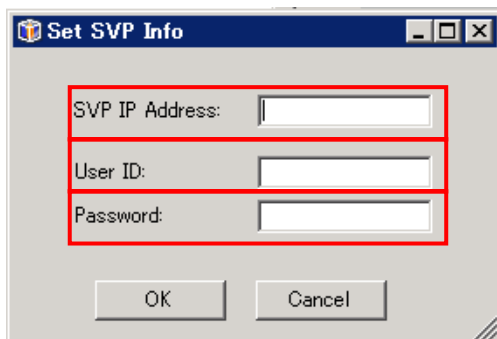 Set SVP Info
SVP IP Address:
User ID:
Password:
OK Cancel